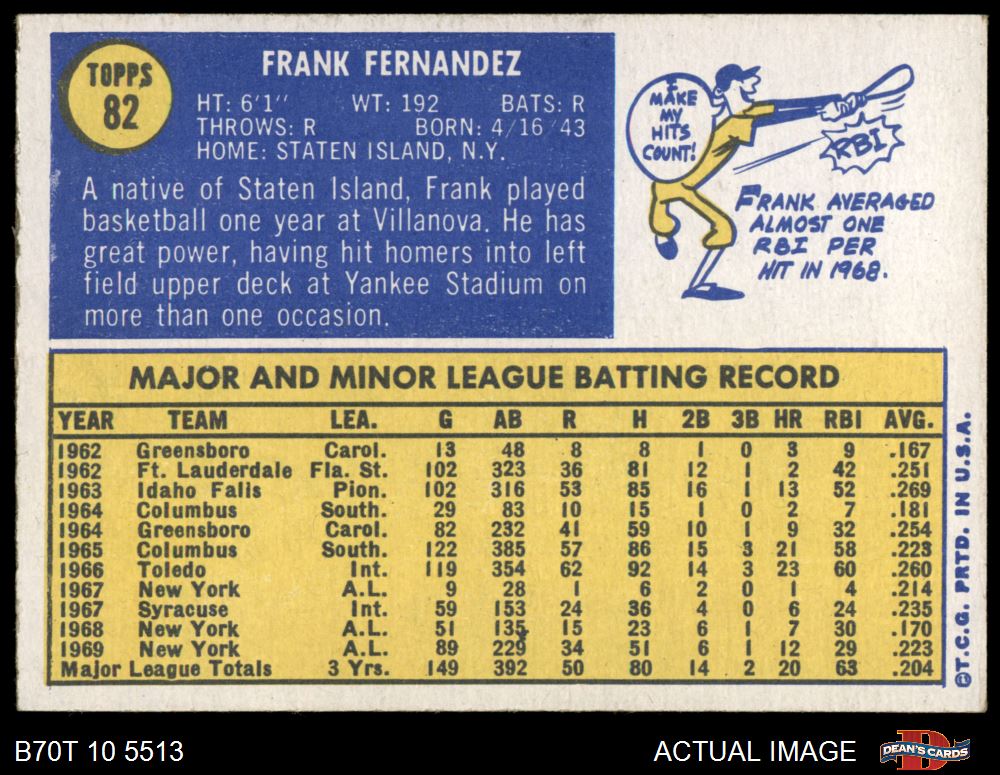 TOPPS
82
FRANK FERNANDEZ
HT: 6'1" WT: 192 BATS: R
THROWS: R BORN: 4/16/43
HOME: STATEN ISLAND, N.Y.
A native of Staten Island, Frank played
basketball one year at Villanova. He has
great power, having hit homers into left
field upper deck at Yankee Stadium on
more than one occasion.
I
MAKE
MY
HITS
COUNT!
RBI
FRANK AVERAGED
ALMOST ONE
RBI PER
HIT IN 1968.
MAJOR AND MINOR LEAGUE BATTING RECORD
YEAR TEAM LEA. G AB R H 2B 3B HR RBI AVG.
1962 Greensboro Carol. 13 48 8 8 1 0 3 9 .167
1962 Ft. Lauderdale Fla. St. 102 323 36 81 12 1 2 42 .251
1963 Idaho Falls Pion. 102 316 53 85 16 1 13 52 .269
1964 Columbus South. 29 83 10 15 1 0 2 7 .181
1964 Greensboro Carol. 82 232 41 59 10 1 9 32 .254
1965 Columbus South. 122 385 57 86 15 3 21 58 .223
1966 Toledo Int. 119 354 62 92 14 3 23 60 .260
1967 New York A.L. 9 28 1 6 2 0 1 4 .214
1967 Syracuse Int. 59 153 24 36 4 0 6 24 .235
1968 New York A.L. 51 135 15 23 6 1 7 30 .170
1969 New York A.L. 89 229 34 51 6 1 12 29 .223
Major League Totals 3 Yrs. 149 392 50 80 14 2 20 63 .204
©T.C.G. PRTD. IN U.S.A.
B70T 10 5513
ACTUAL IMAGE
D
DEAN'S CARDS